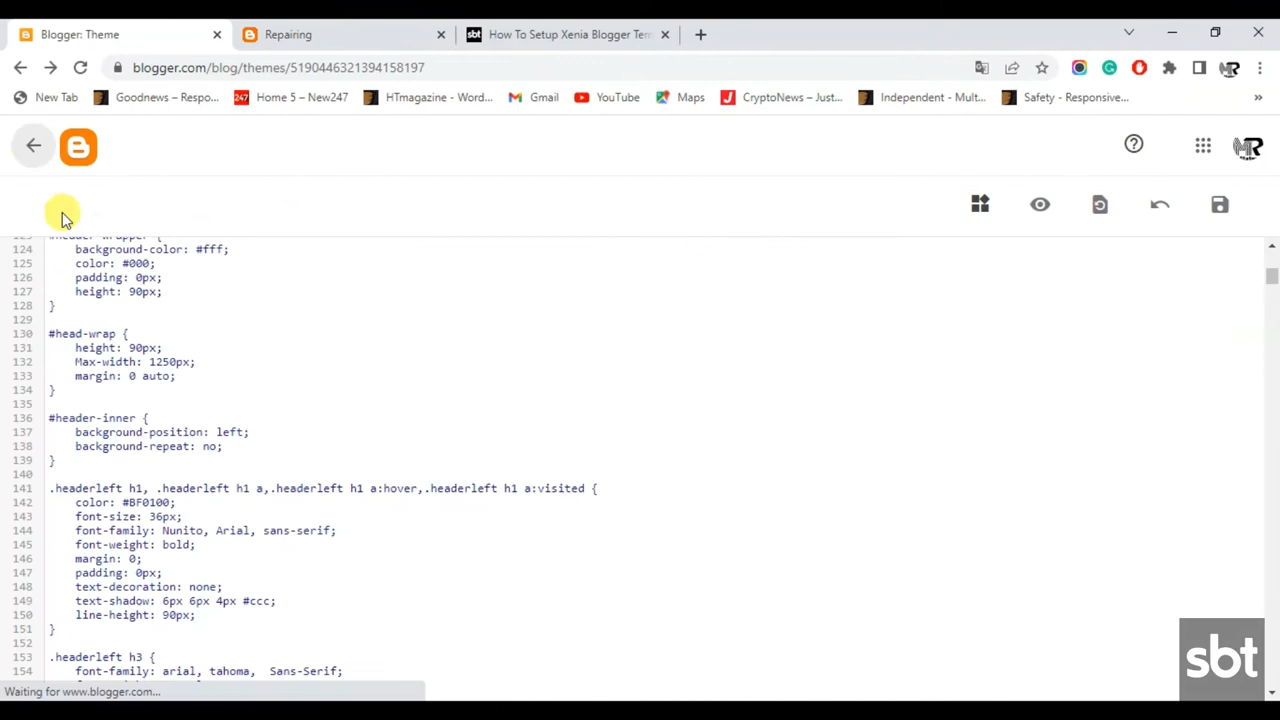 Blogger: Theme
Repairing
How To Setup Xenia Blogger Tem
blogger.com/blog/themes/5190446321394158197
New Tab
Goodnews – Respo...
247
Home 5 – New247
HTmagazine - Word...
Gmail
YouTube
Maps
CryptoNews – Just...
Independent - Mult...
Safety - Responsive...
»
124 background-color: #fff;
125 color: #000;
126 padding: 0px;
127 height: 90px;
128 }
129
130 #head-wrap {
131 height: 90px;
132 Max-width: 1250px;
133 margin: 0 auto;
134 }
135
136 #header-inner {
137 background-position: left;
138 background-repeat: no;
139 }
140
141 .headerleft h1, .headerleft h1 a,.headerleft h1 a:hover,.headerleft h1 a:visited {
142 color: #BF0100;
143 font-size: 36px;
144 font-family: Nunito, Arial, sans-serif;
145 font-weight: bold;
146 margin: 0;
147 padding: 0px;
148 text-decoration: none;
149 text-shadow: 6px 6px 4px #ccc;
150 line-height: 90px;
151 }
152
153 .headerleft h3 {
154 font-family: arial, tahoma, Sans-Serif;
Waiting for www.blogger.com...
sbt